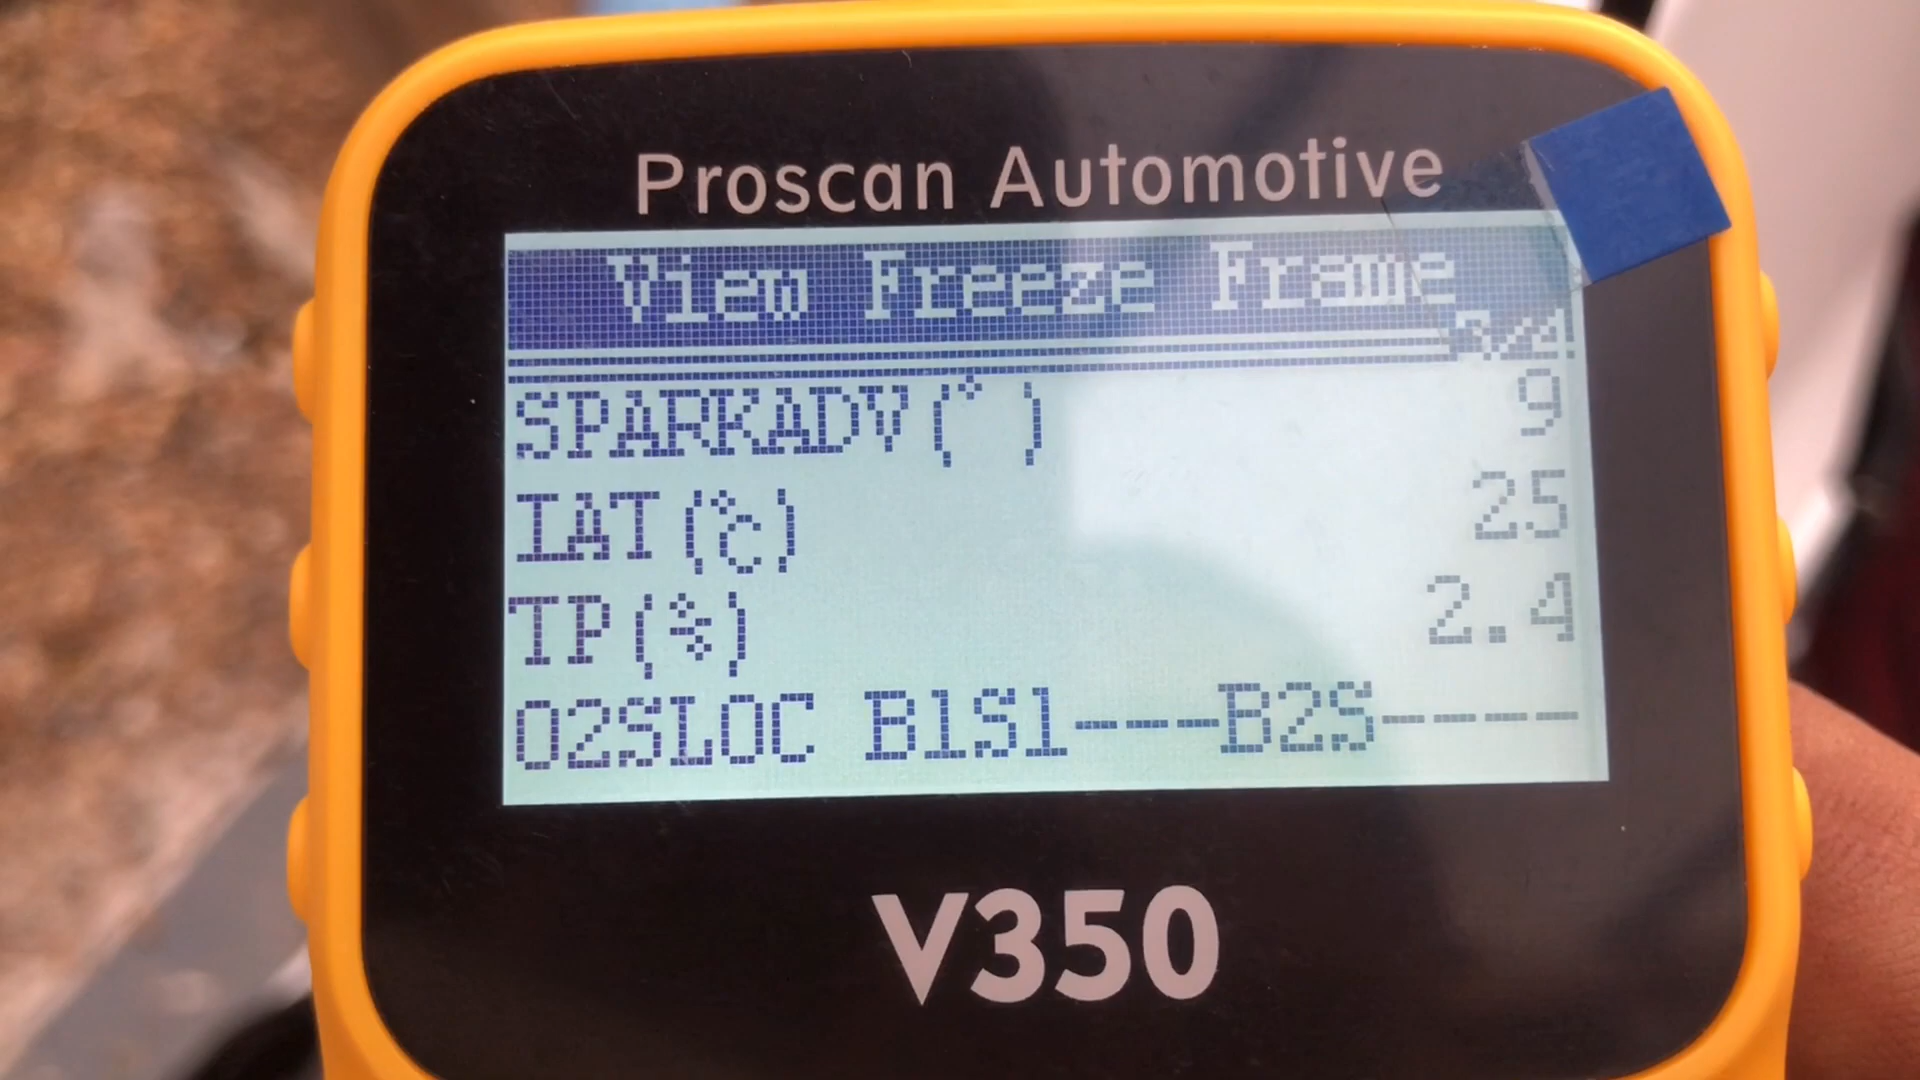 Proscan Automotive
View Freeze Frame
SPARKADV(°) 9
IAT(°C) 25
TP(%) 2.4
O2SLOC B1S1---B2S----
V350